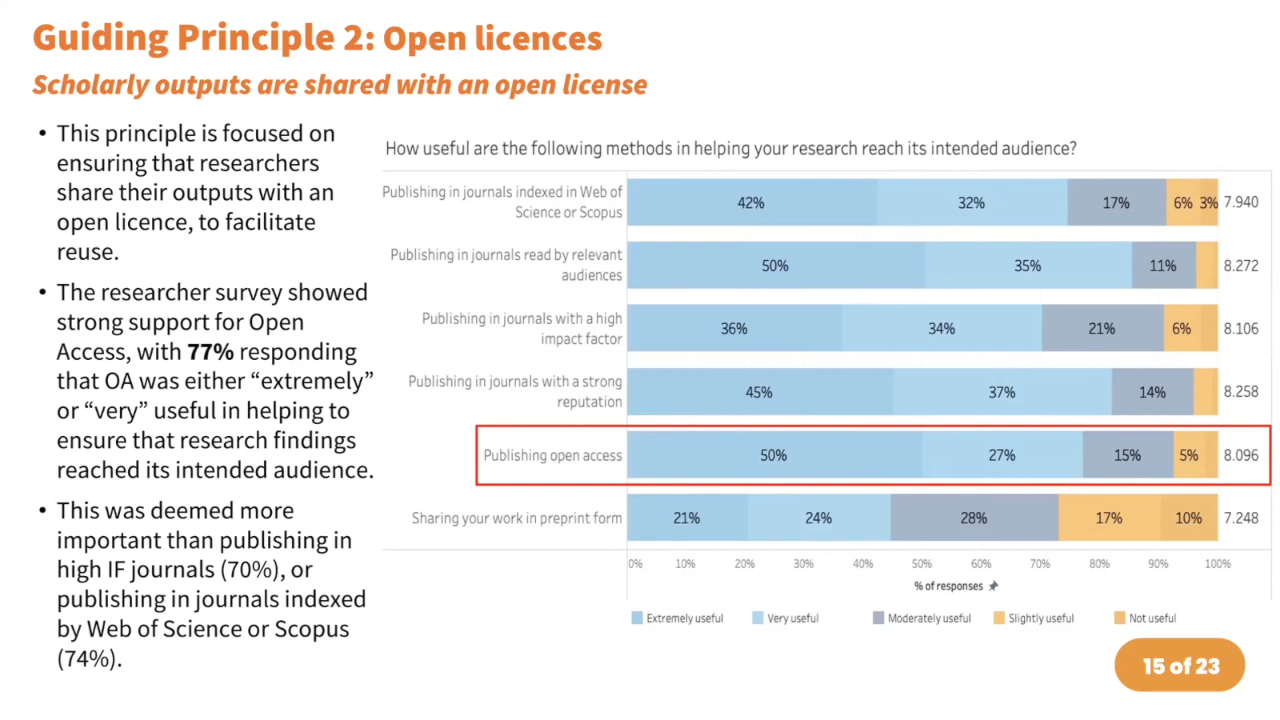 Guiding Principle 2: Open licences
Scholarly outputs are shared with an open license
• This principle is focused on
ensuring that researchers
share their outputs with an
open licence, to facilitate
reuse.
• The researcher survey showed
strong support for Open
Access, with 77% responding
that OA was either “extremely”
or “very” useful in helping to
ensure that research findings
reached its intended audience.
• This was deemed more
important than publishing in
high IF journals (70%), or
publishing in journals indexed
by Web of Science or Scopus
(74%).
How useful are the following methods in helping your research reach its intended audience?
Publishing in journals indexed in Web of
Science or Scopus
42% 32% 17% 6% 3% 7.940
Publishing in journals read by relevant
audiences
50% 35% 11% 8.272
Publishing in journals with a high
impact factor
36% 34% 21% 6% 8.106
Publishing in journals with a strong
reputation
45% 37% 14% 8.258
Publishing open access 50% 27% 15% 5% 8.096
Sharing your work in preprint form 21% 24% 28% 17% 10% 7.248
0% 10% 20% 30% 40% 50% 60% 70% 80% 90% 100%
% of responses
Extremely useful Very useful Moderately useful Slightly useful Not useful
15 of 23